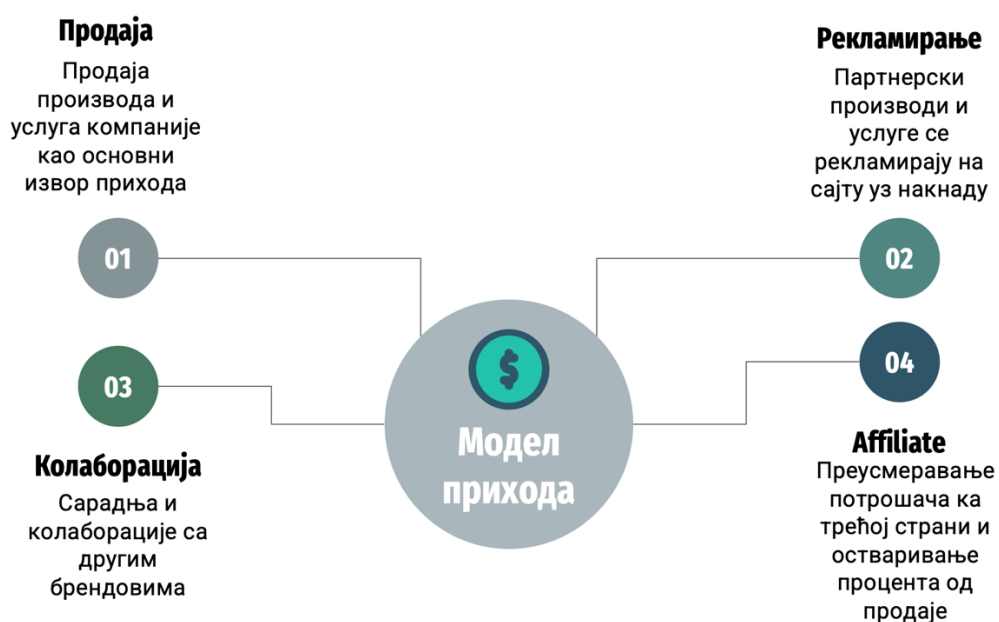 Продаја
Продаја
производа и
услуга компаније
као основни
извор прихода
01
Рекламирање
Партнерски
производи и
услуге се
рекламирају на
сајту уз накнаду
02
$
Модел
прихода
03
Колаборација
Сарадња и
колаборације са
другим
брендовима
04
Affiliate
Преусмеравање
потрошача ка
трећој страни и
остваривање
процента од
продаје